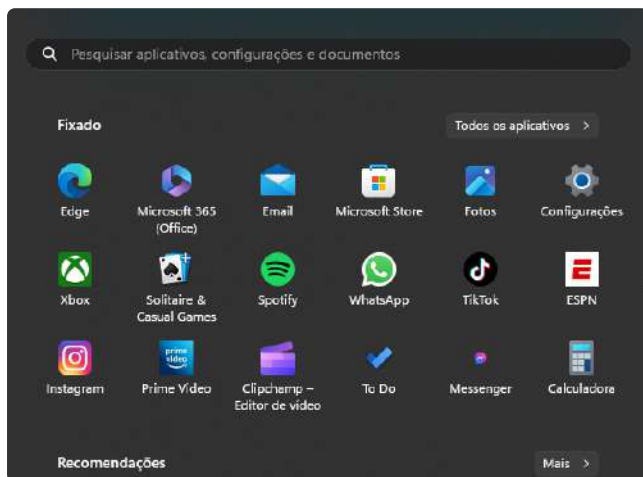 Pesquisar aplicativos, configurações e documentos
Fixado
Todos os aplicativos >
Edge
Microsoft 365
(Office)
Email
Microsoft Store
Fotos
Configurações
Xbox
Solitaire &
Casual Games
Spotify
WhatsApp
TikTok
ESPN
prime
video
Instagram
Prime Video
Clipchamp –
Editor de vídeo
To Do
Messenger
Calculadora
Recomendações
Mais >